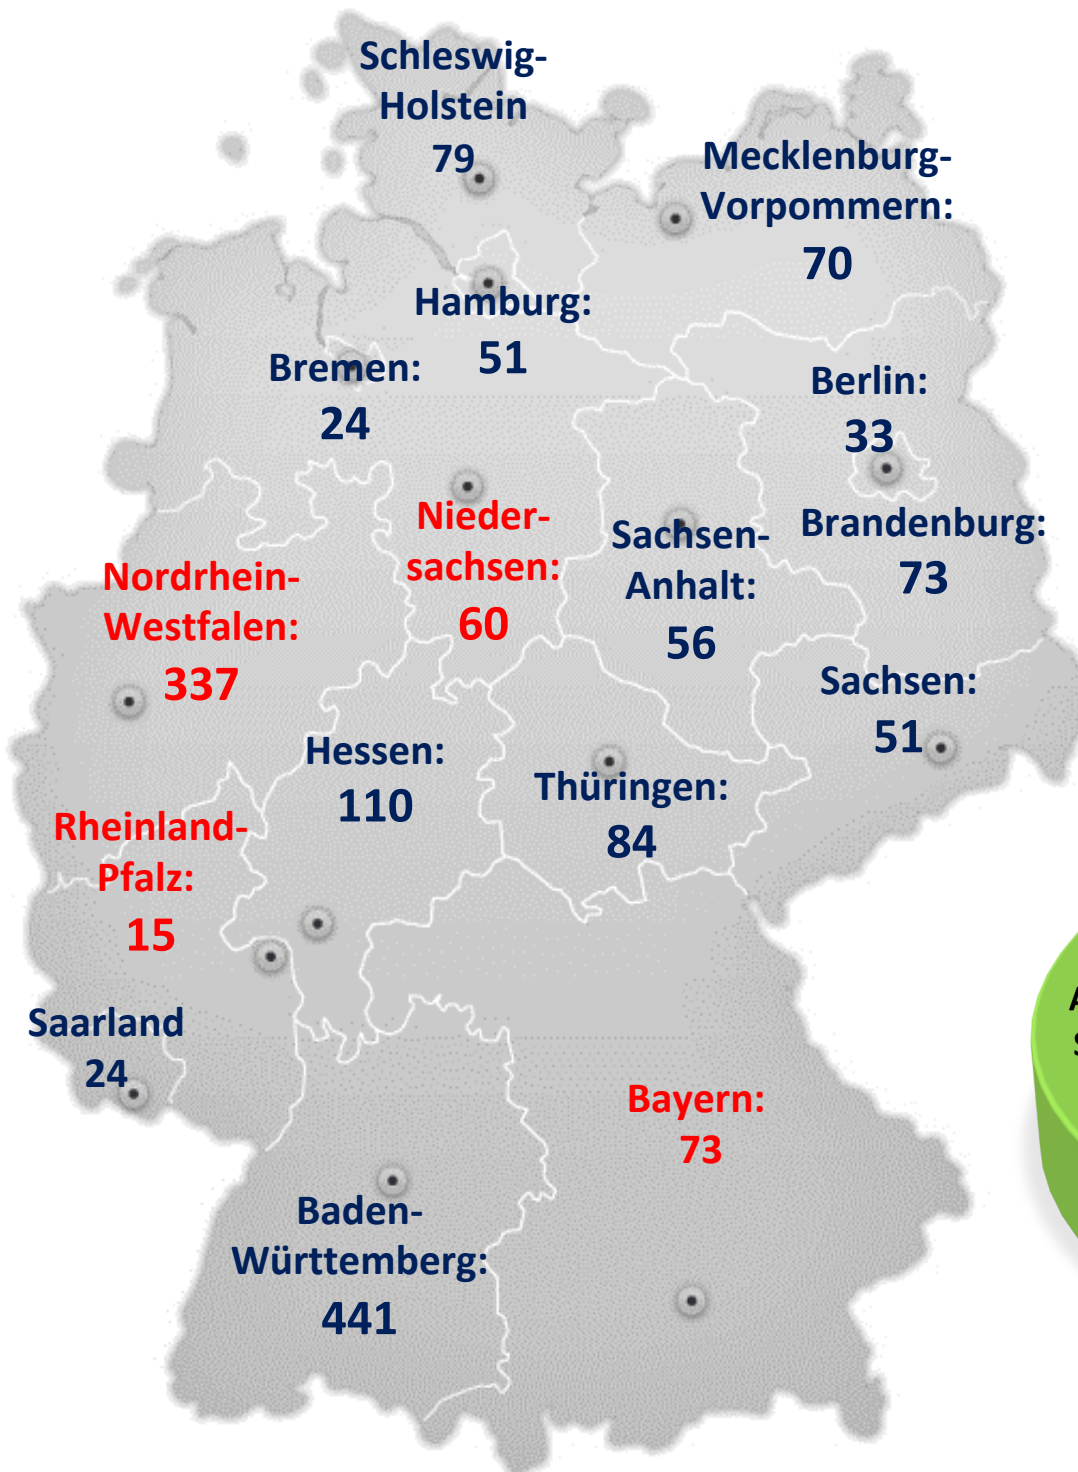 Schleswig-
Holstein
79
Mecklenburg-
Vorpommern:
70
Hamburg:
51
Bremen:
24
Berlin:
33
Nieder-
sachsen:
60
Sachsen-
Anhalt:
56
Brandenburg:
73
Nordrhein-
Westfalen:
337
Sachsen:
51
Hessen:
110
Thüringen:
84
Rheinland-
Pfalz:
15
Saarland
24
Bayern:
73
Baden-
Württemberg:
441